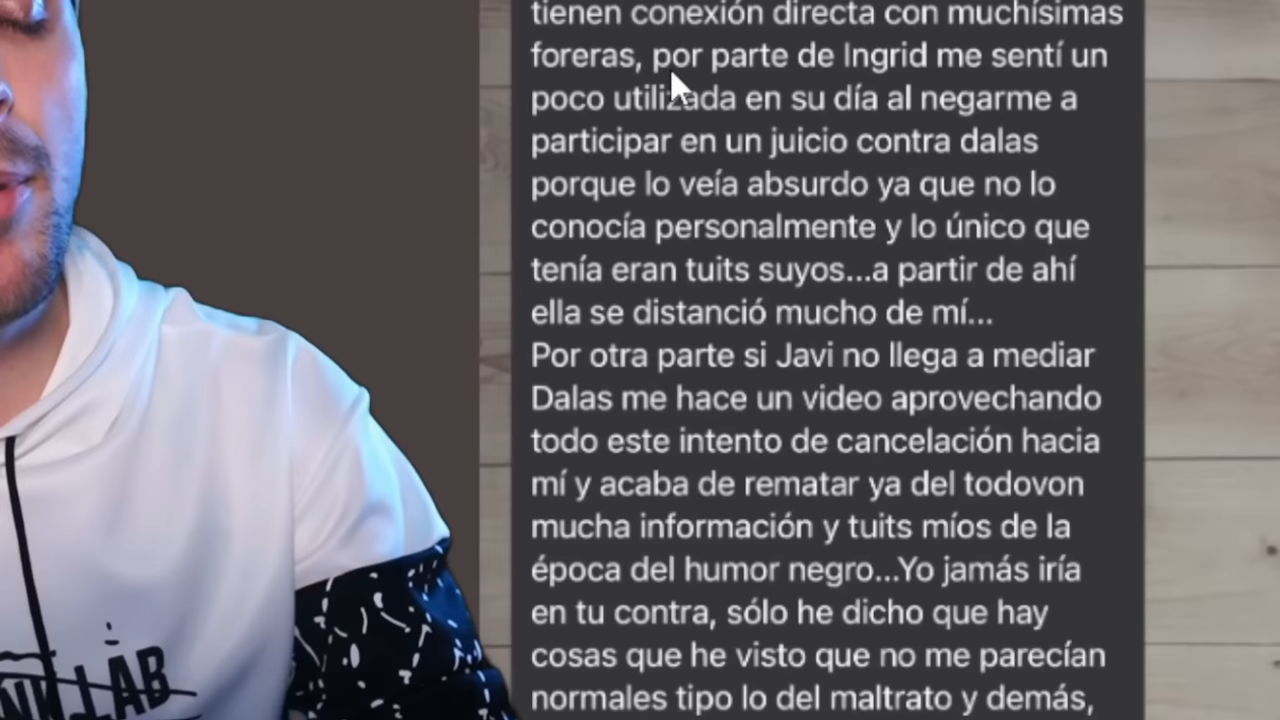 tienen conexión directa con muchísimas
foreras, por parte de Ingrid me sentí un
poco utilizada en su día al negarme a
participar en un juicio contra dalas
porque lo veía absurdo ya que no lo
conocía personalmente y lo único que
tenía eran tuits suyos...a partir de ahí
ella se distanció mucho de mí...
Por otra parte si Javi no llega a mediar
Dalas me hace un video aprovechando
todo este intento de cancelación hacia
mí y acaba de rematar ya del todovon
mucha información y tuits míos de la
época del humor negro...Yo jamás iría
en tu contra, sólo he dicho que hay
cosas que he visto que no me parecían
normales tipo lo del maltrato y demás,
LAB